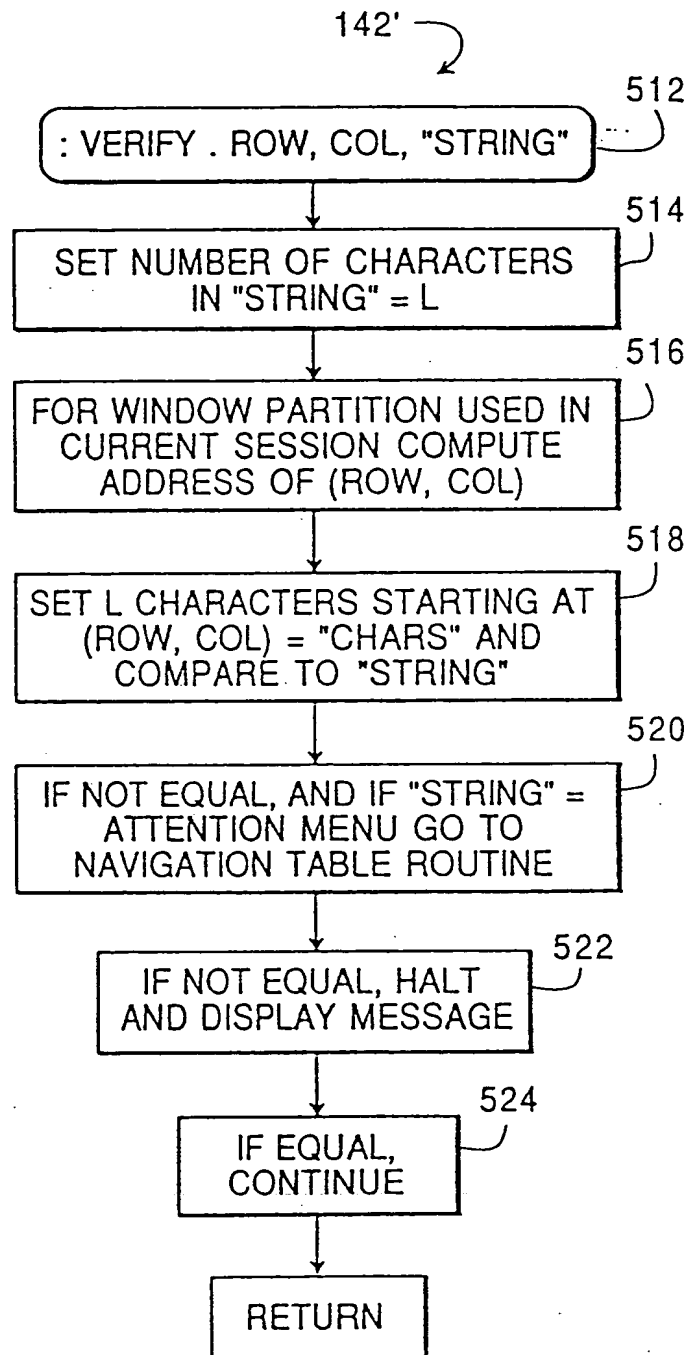 142'
512
: VERIFY . ROW, COL, "STRING"
514
SET NUMBER OF CHARACTERS
IN "STRING" = L
516
FOR WINDOW PARTITION USED IN
CURRENT SESSION COMPUTE
ADDRESS OF (ROW, COL)
518
SET L CHARACTERS STARTING AT
(ROW, COL) = "CHARS" AND
COMPARE TO "STRING"
520
IF NOT EQUAL, AND IF "STRING" =
ATTENTION MENU GO TO
NAVIGATION TABLE ROUTINE
522
IF NOT EQUAL, HALT
AND DISPLAY MESSAGE
524
IF EQUAL,
CONTINUE
RETURN